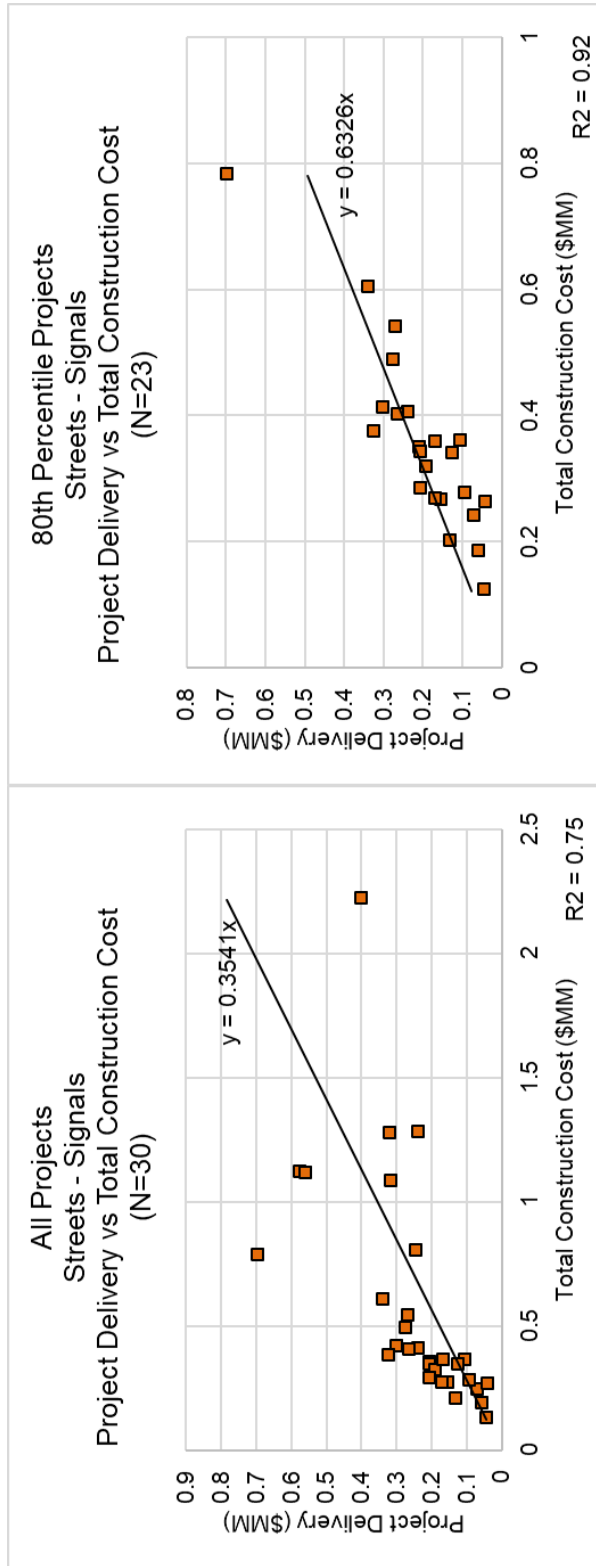 All Projects
Streets - Signals
Project Delivery vs Total Construction Cost
(N=30)
Project Delivery ($MM)
0.9
0.8
0.7
0.6
0.5
0.4
0.3
0.2
0.1
0
y = 0.3541x
0
0.5
1
1.5
2
2.5
Total Construction Cost ($MM)
R2 = 0.75
80th Percentile Projects
Streets - Signals
Project Delivery vs Total Construction Cost
(N=23)
Project Delivery ($MM)
0.8
0.7
0.6
0.5
0.4
0.3
0.2
0.1
0
y = 0.6326x
0
0.2
0.4
0.6
0.8
1
Total Construction Cost ($MM)
R2 = 0.92